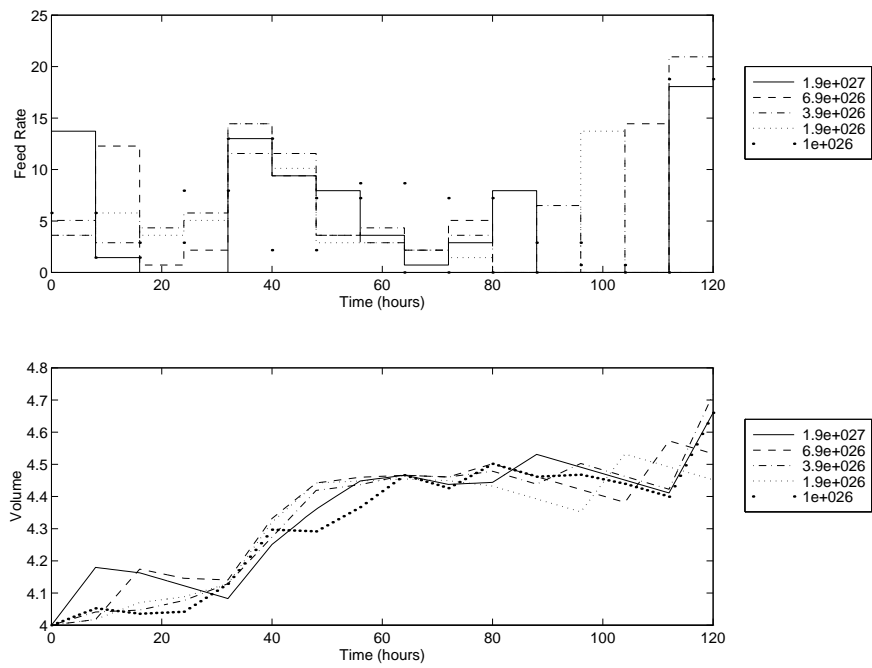 25
20
15
10
5
0
Feed Rate
0 20 40 60 80 100 120
Time (hours)
1.9e+027
6.9e+026
3.9e+026
1.9e+026
1e+026
4.8
4.7
4.6
4.5
4.4
4.3
4.2
4.1
4
Volume
0 20 40 60 80 100 120
Time (hours)
1.9e+027
6.9e+026
3.9e+026
1.9e+026
1e+026